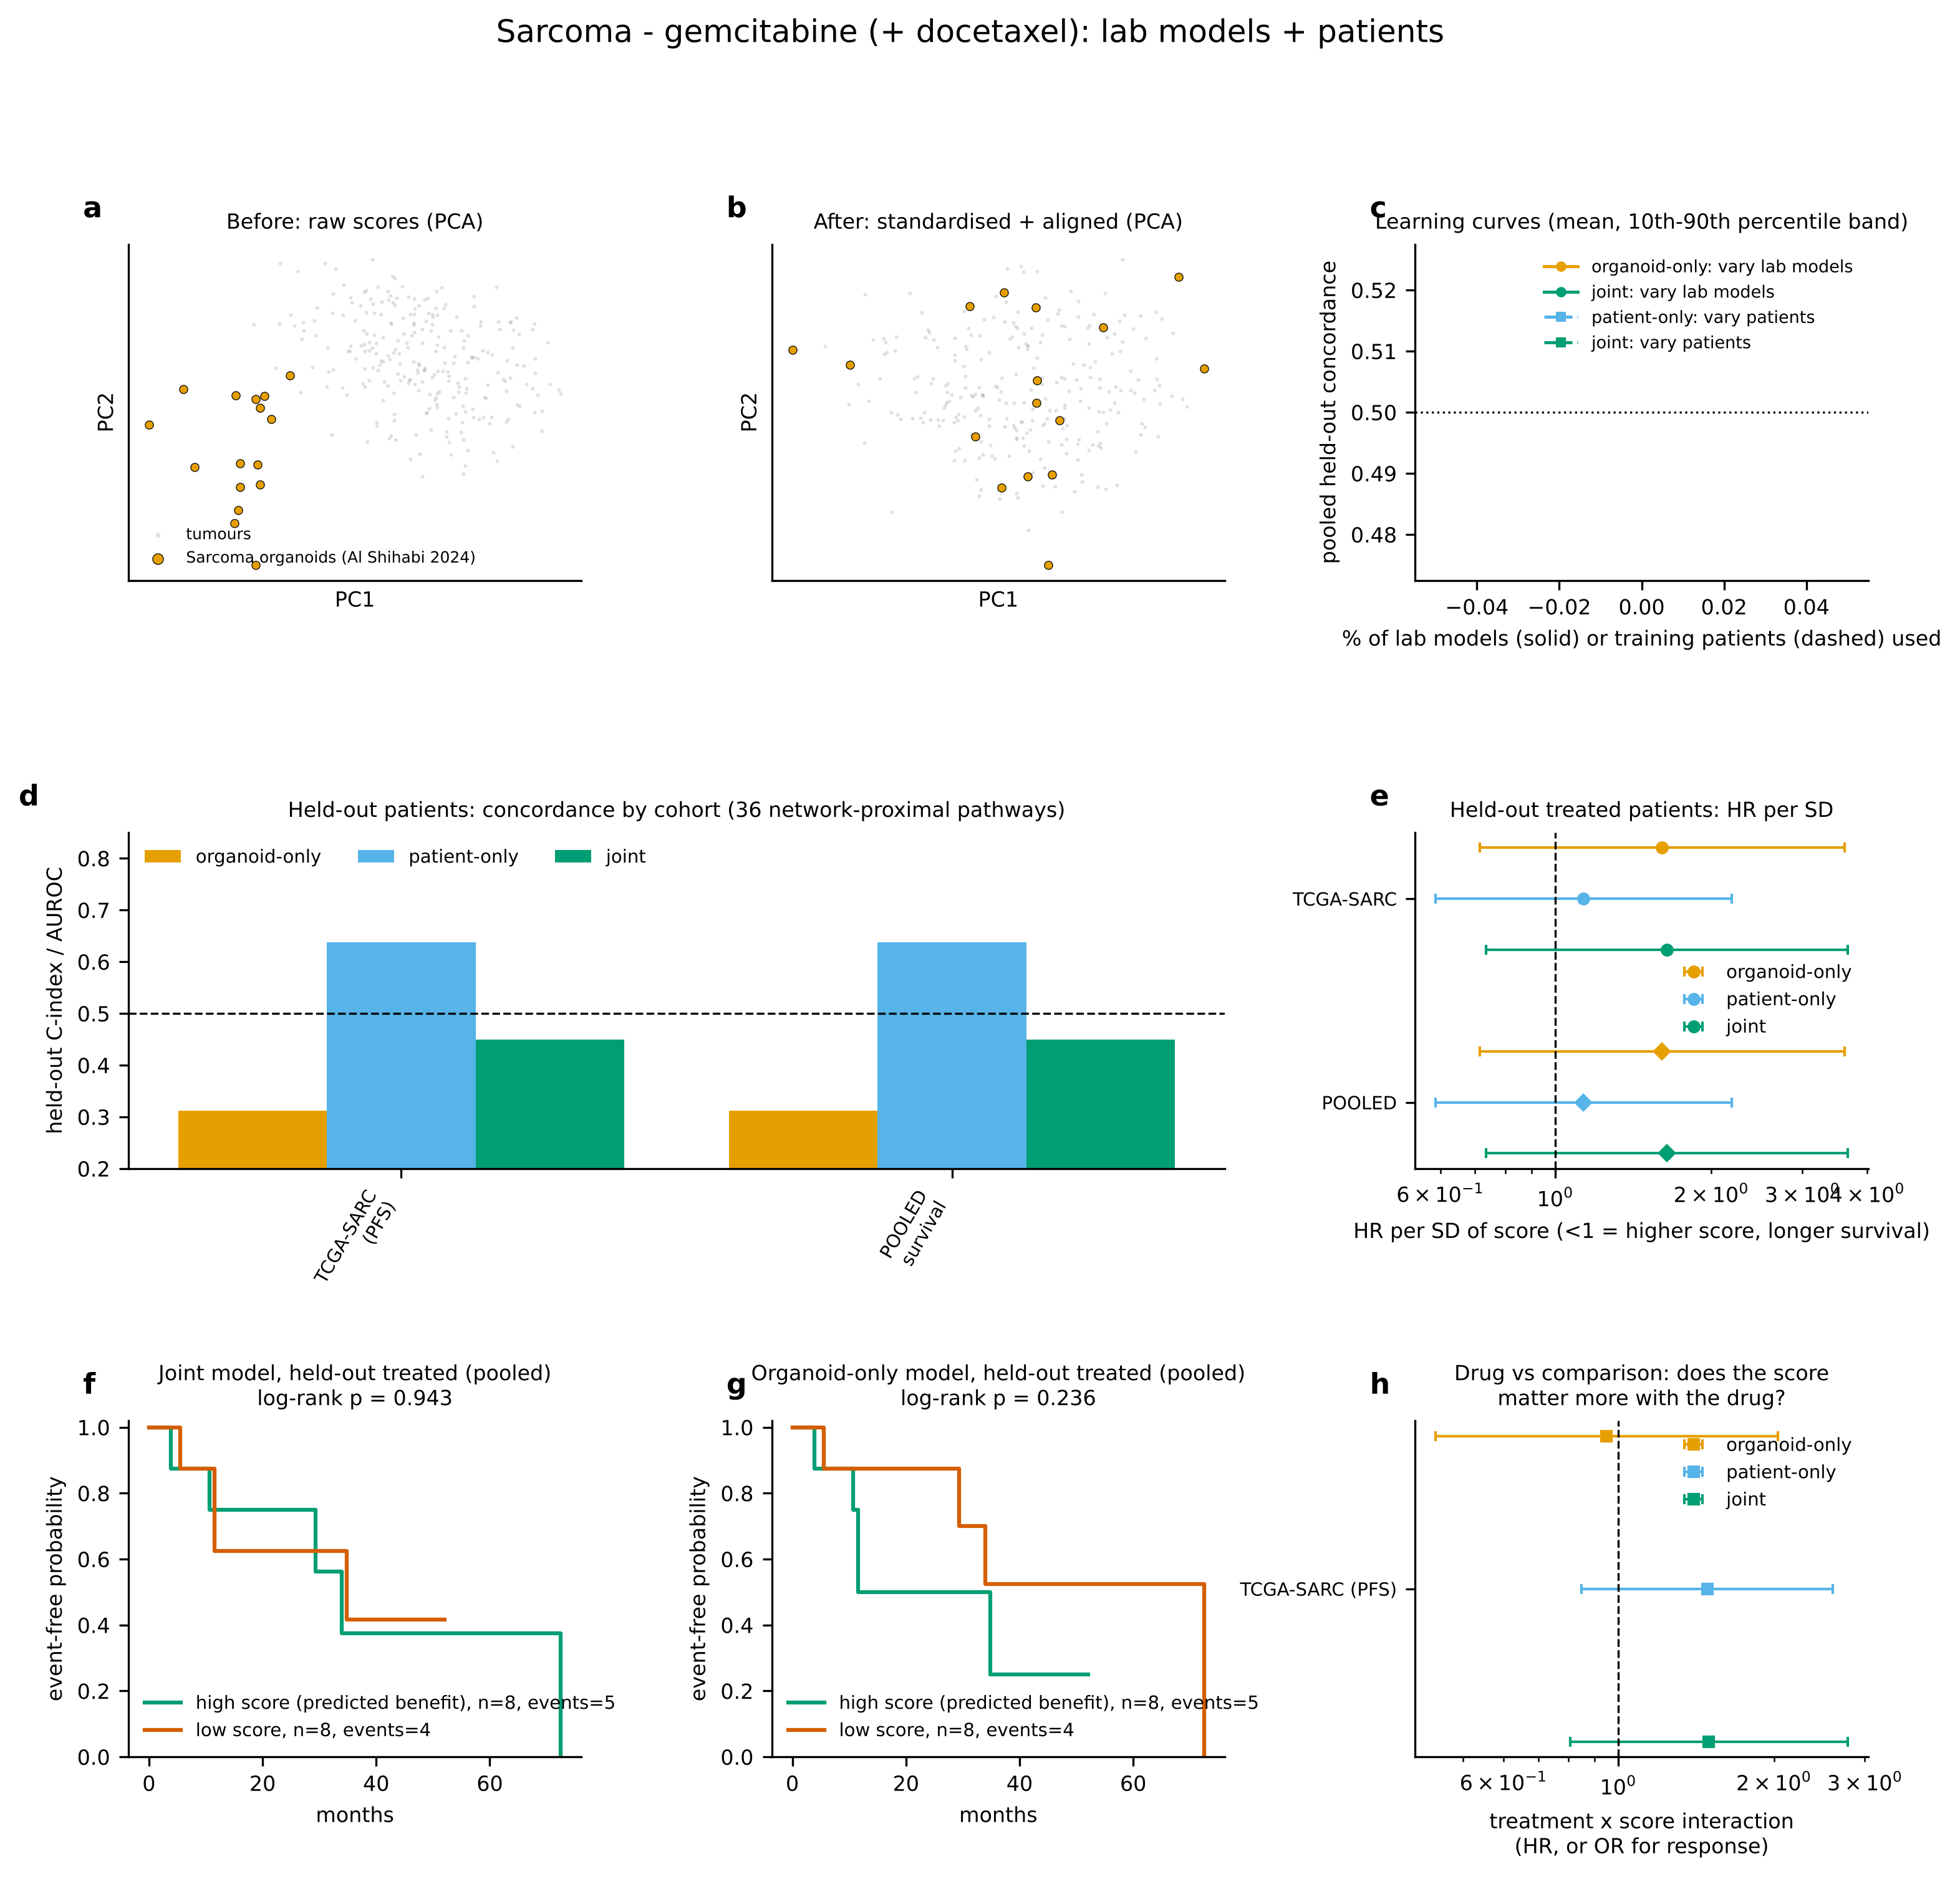 Sarcoma - gemcitabine (+ docetaxel): lab models + patients
a
Before: raw scores (PCA)
PC2
tumours
Sarcoma organoids (Al Shihabi 2024)
PC1
b
After: standardised + aligned (PCA)
PC2
PC1
c
Learning curves (mean, 10th-90th percentile band)
pooled held-out concordance
0.52
0.51
0.50
0.49
0.48
organoid-only: vary lab models
joint: vary lab models
patient-only: vary patients
joint: vary patients
−0.04 −0.02 0.00 0.02 0.04
% of lab models (solid) or training patients (dashed) used
d
Held-out patients: concordance by cohort (36 network-proximal pathways)
held-out C-index / AUROC
0.8
0.7
0.6
0.5
0.4
0.3
0.2
organoid-only patient-only joint
TCGA-SARC
(PFS)
POOLED
survival
e
Held-out treated patients: HR per SD
TCGA-SARC
POOLED
organoid-only
patient-only
joint
6 × 10⁻¹ 10⁰ 2 × 10⁰ 3 × 10⁰ 4 × 10⁰
HR per SD of score (<1 = higher score, longer survival)
f
Joint model, held-out treated (pooled)
log-rank p = 0.943
event-free probability
1.0
0.8
0.6
0.4
0.2
0.0
high score (predicted benefit), n=8, events=5
low score, n=8, events=4
0 20 40 60
months
g
Organoid-only model, held-out treated (pooled)
log-rank p = 0.236
event-free probability
1.0
0.8
0.6
0.4
0.2
0.0
high score (predicted benefit), n=8, events=5
low score, n=8, events=4
0 20 40 60
months
h
Drug vs comparison: does the score
matter more with the drug?
organoid-only
patient-only
joint
TCGA-SARC (PFS)
6 × 10⁻¹ 10⁰ 2 × 10⁰ 3 × 10⁰
treatment x score interaction
(HR, or OR for response)